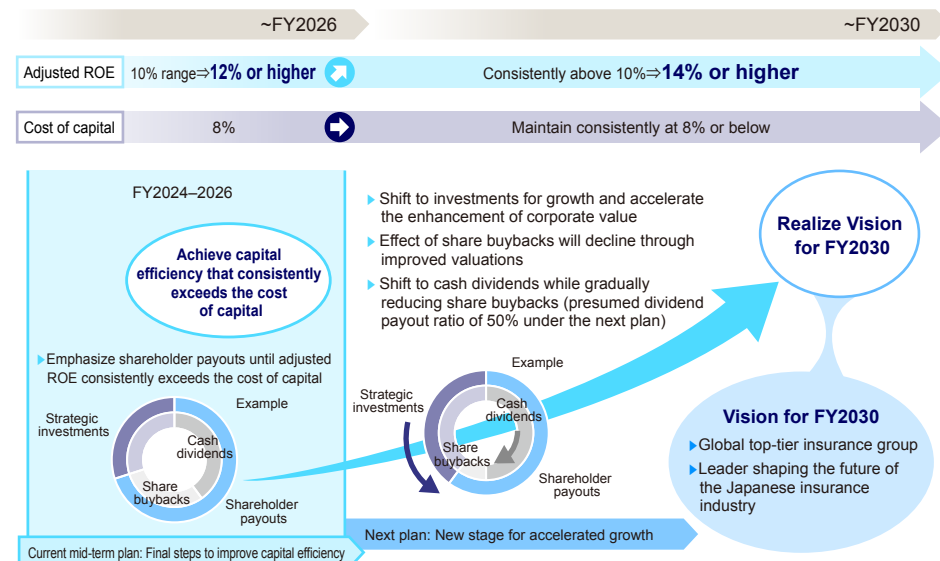 ~FY2026
~FY2030
Adjusted ROE
10% range⇒12% or higher
Consistently above 10%⇒14% or higher
Cost of capital
8%
Maintain consistently at 8% or below
FY2024–2026
Achieve capital
efficiency that consistently
exceeds the cost
of capital
Emphasize shareholder payouts until adjusted
ROE consistently exceeds the cost of capital
Example
Strategic
investments
Cash
dividends
Share
buybacks
Shareholder
payouts
Current mid-term plan: Final steps to improve capital efficiency
Shift to investments for growth and accelerate
the enhancement of corporate value
Effect of share buybacks will decline through
improved valuations
Shift to cash dividends while gradually
reducing share buybacks (presumed dividend
payout ratio of 50% under the next plan)
Example
Strategic
investments
Cash
dividends
Share
buybacks
Shareholder
payouts
Next plan: New stage for accelerated growth
Realize Vision
for FY2030
Vision for FY2030
Global top-tier insurance group
Leader shaping the future of
the Japanese insurance
industry